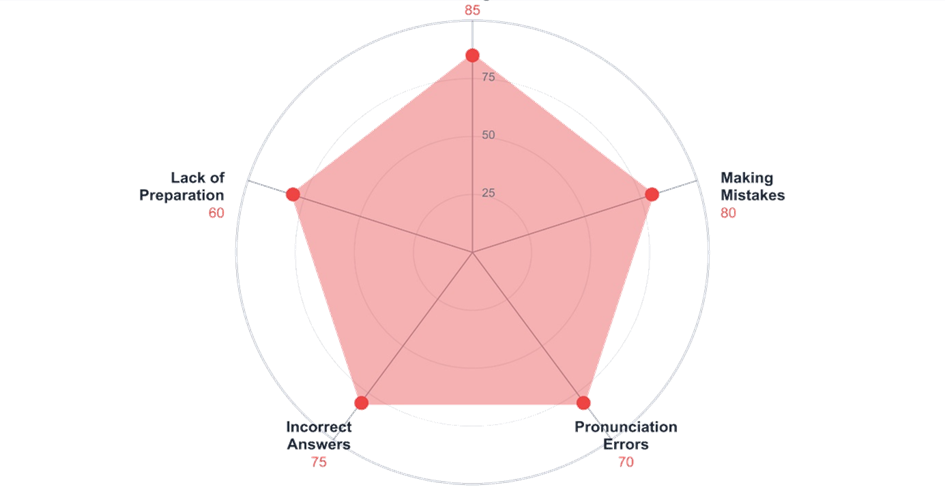 85
75
50
25
Lack of
Preparation
60
Making
Mistakes
80
Incorrect
Answers
75
Pronunciation
Errors
70